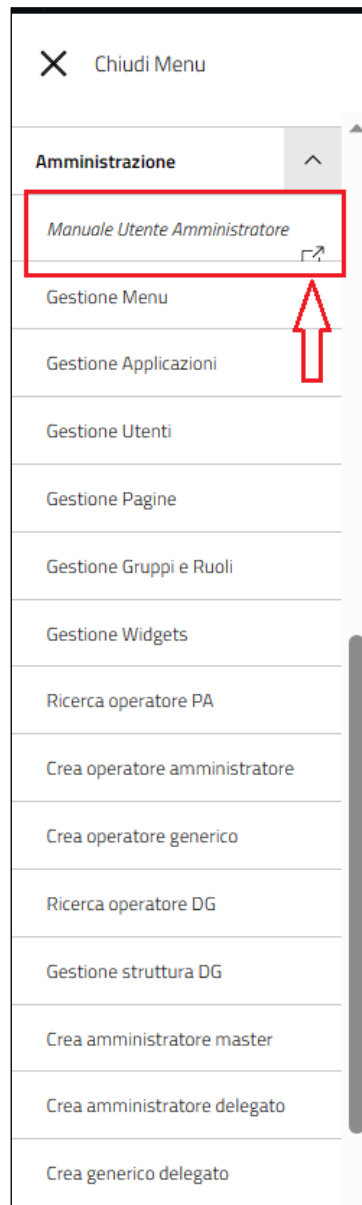 Chiudi Menu
Amministrazione
Manuale Utente Amministratore
Gestione Menu
Gestione Applicazioni
Gestione Utenti
Gestione Pagine
Gestione Gruppi e Ruoli
Gestione Widgets
Ricerca operatore PA
Crea operatore amministratore
Crea operatore generico
Ricerca operatore DG
Gestione struttura DG
Crea amministratore master
Crea amministratore delegato
Crea generico delegato